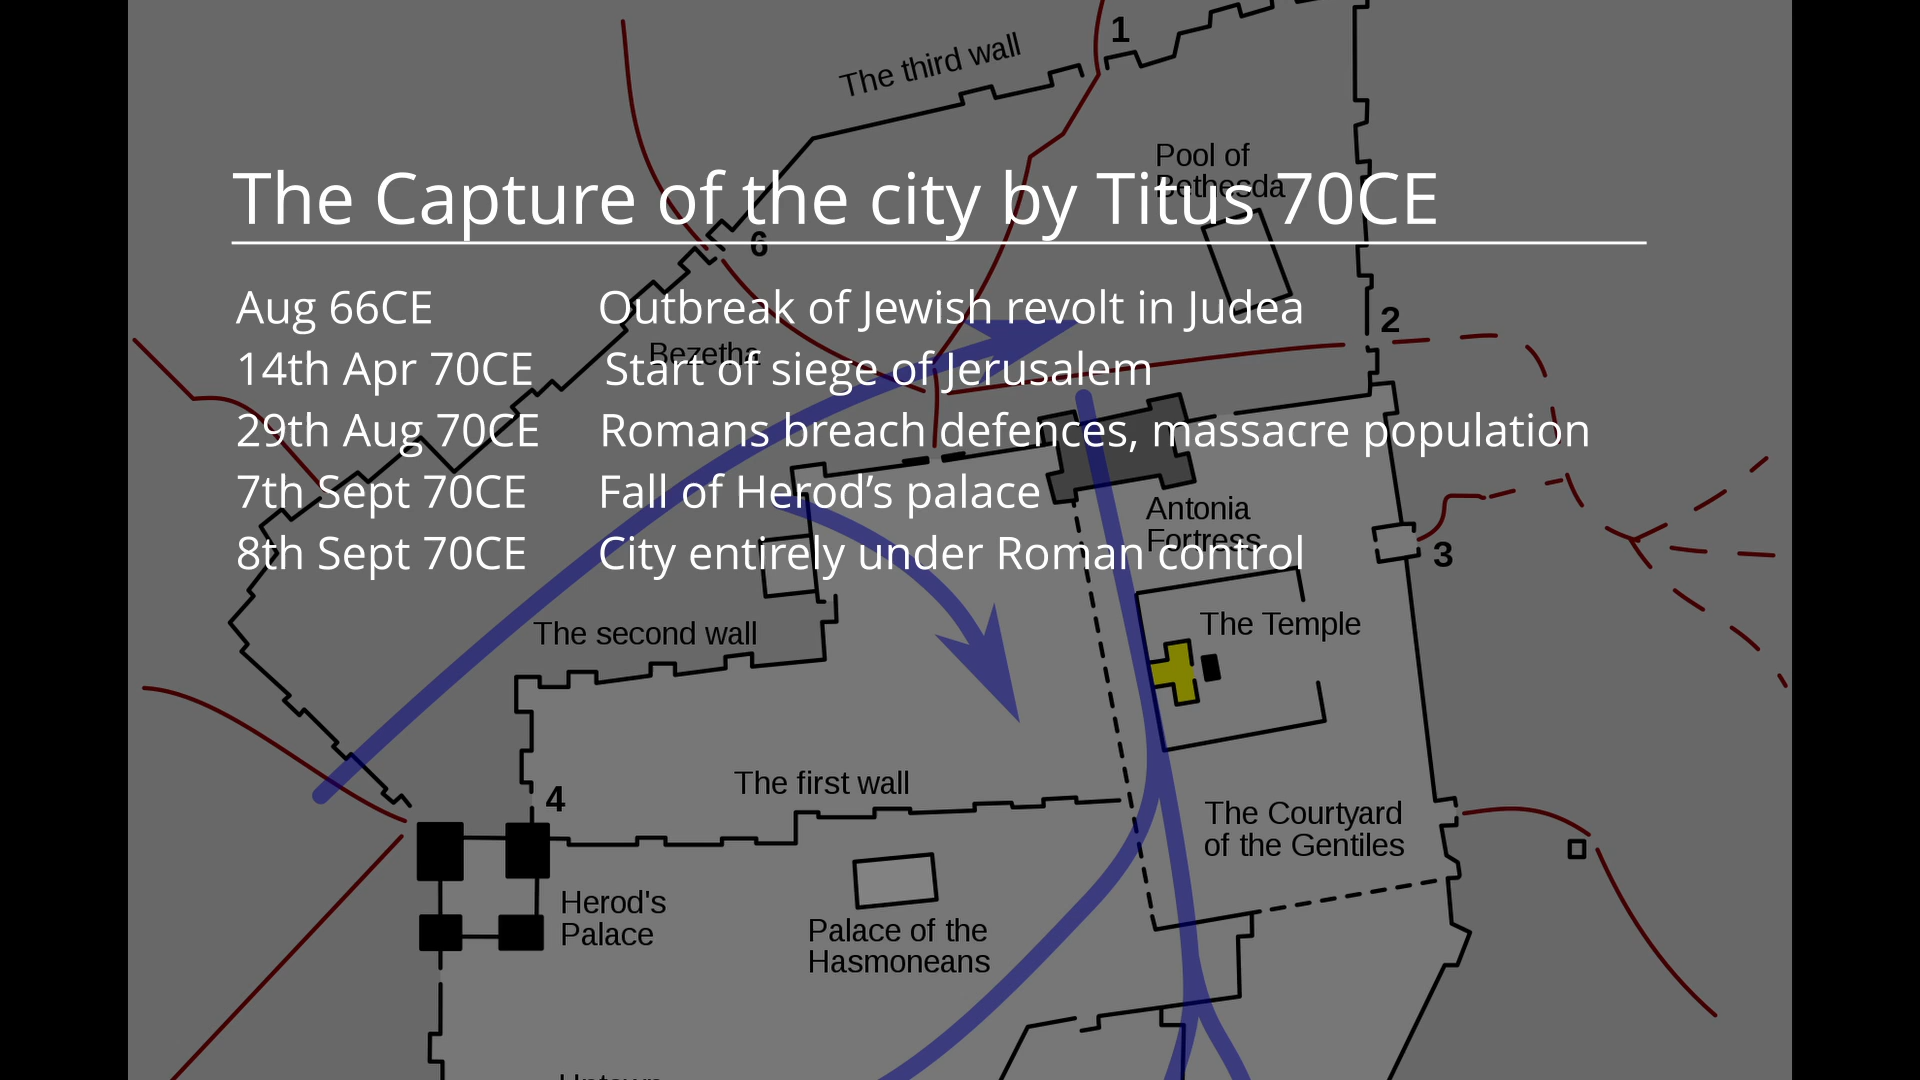 1
The third wall
Pool of
Bethesda
The Capture of the city by Titus 70CE
6
Aug 66CE Outbreak of Jewish revolt in Judea
2
Bezetha
14th Apr 70CE Start of siege of Jerusalem
29th Aug 70CE Romans breach defences, massacre population
7th Sept 70CE Fall of Herod’s palace
Antonia
Fortress
8th Sept 70CE City entirely under Roman control
3
The second wall
The Temple
The first wall
4
The Courtyard
of the Gentiles
Herod's
Palace
Palace of the
Hasmoneans